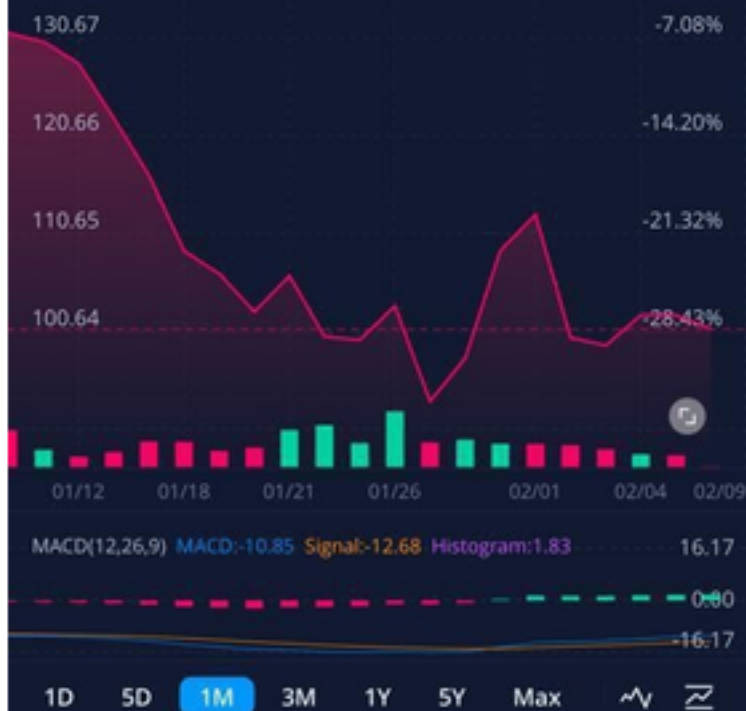 130.67 -7.08%
120.66 -14.20%
110.65 -21.32%
100.64 -28.43%
01/12 01/18 01/21 01/26 02/01 02/04 02/09
MACD(12,26,9) MACD:-10.85 Signal:-12.68 Histogram:1.83 16.17
0.00
-16.17
1D 5D 1M 3M 1Y 5Y Max